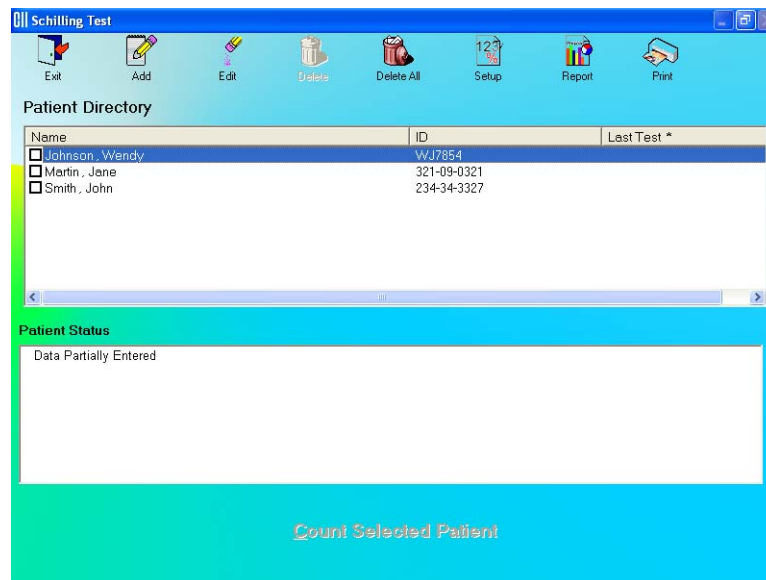 Schilling Test
Exit Add Edit Delete Delete All Setup Report Print
Patient Directory
Name ID Last Test *
Johnson , Wendy WJ7854
Martin , Jane 321-09-0321
Smith , John 234-34-3327
Patient Status
Data Partially Entered
Count Selected Patient